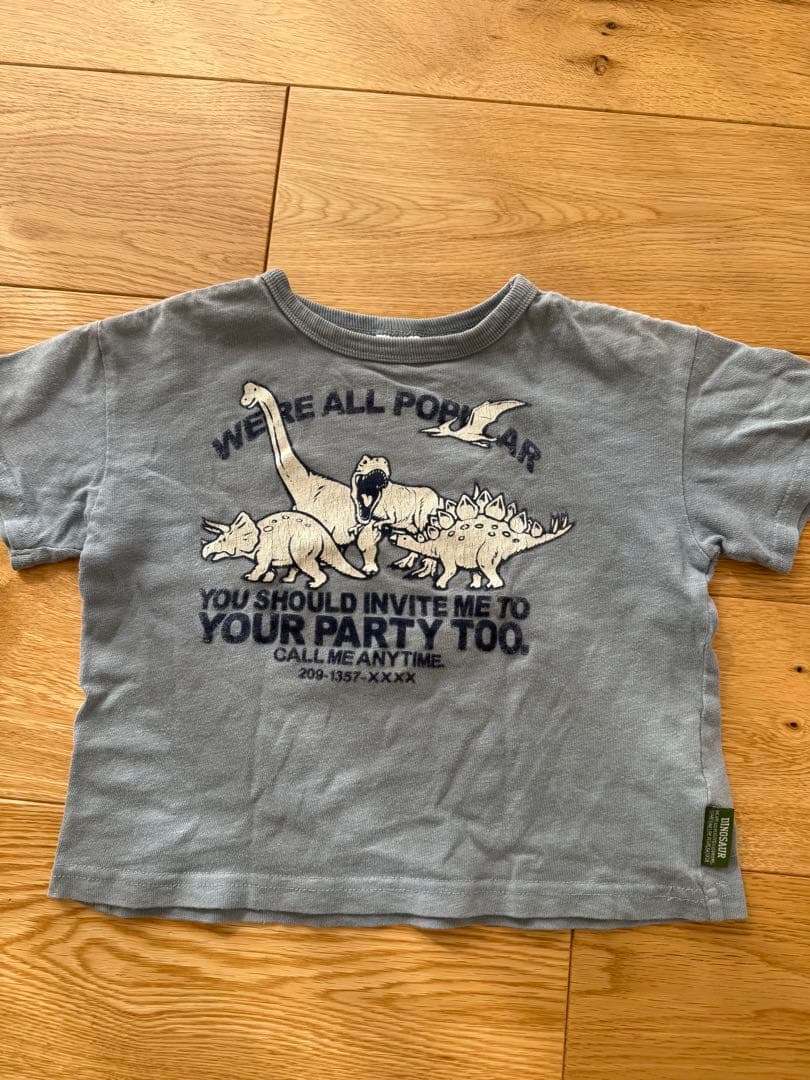 WE'RE ALL POPULAR
YOU SHOULD INVITE ME TO
YOUR PARTY TOO.
CALL ME ANYTIME.
209-1357-XXXX
DINOSAUR